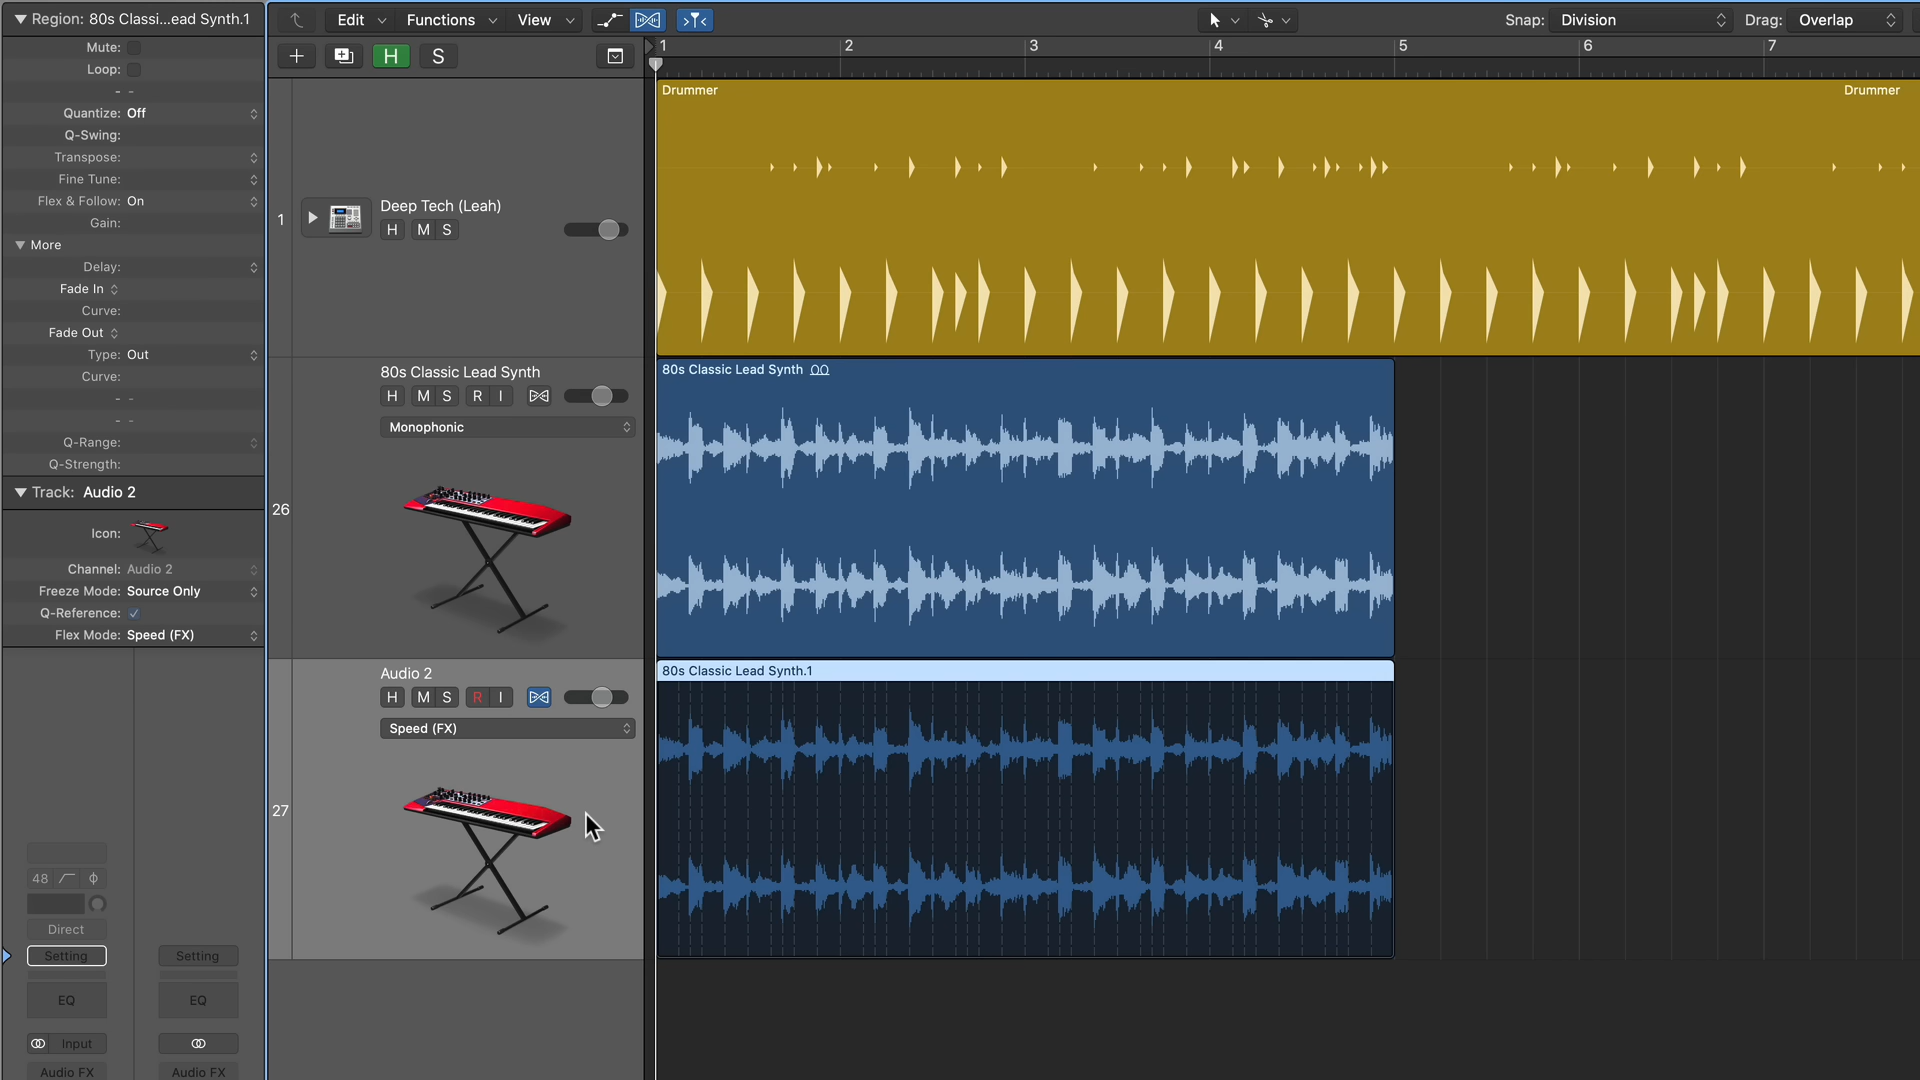 Region: 80s Classi...ead Synth.1
Mute:
Loop:
- -
Quantize: Off
Q-Swing:
Transpose:
Fine Tune:
Flex & Follow: On
Gain:
More
Delay:
Fade In
Curve:
Fade Out
Type: Out
Curve:
- -
- -
Q-Range:
Q-Strength:
Track: Audio 2
Icon:
Channel: Audio 2
Freeze Mode: Source Only
Q-Reference:
Flex Mode: Speed (FX)
48
Direct
Setting Setting
EQ EQ
Input
Audio FX Audio FX
Edit Functions View
Snap: Division Drag: Overlap
H S
1 2 3 4 5 6 7
1
Deep Tech (Leah)
H M S
Drummer Drummer
26
80s Classic Lead Synth
H M S R I
Monophonic
80s Classic Lead Synth
27
Audio 2
H M S R I
Speed (FX)
80s Classic Lead Synth.1